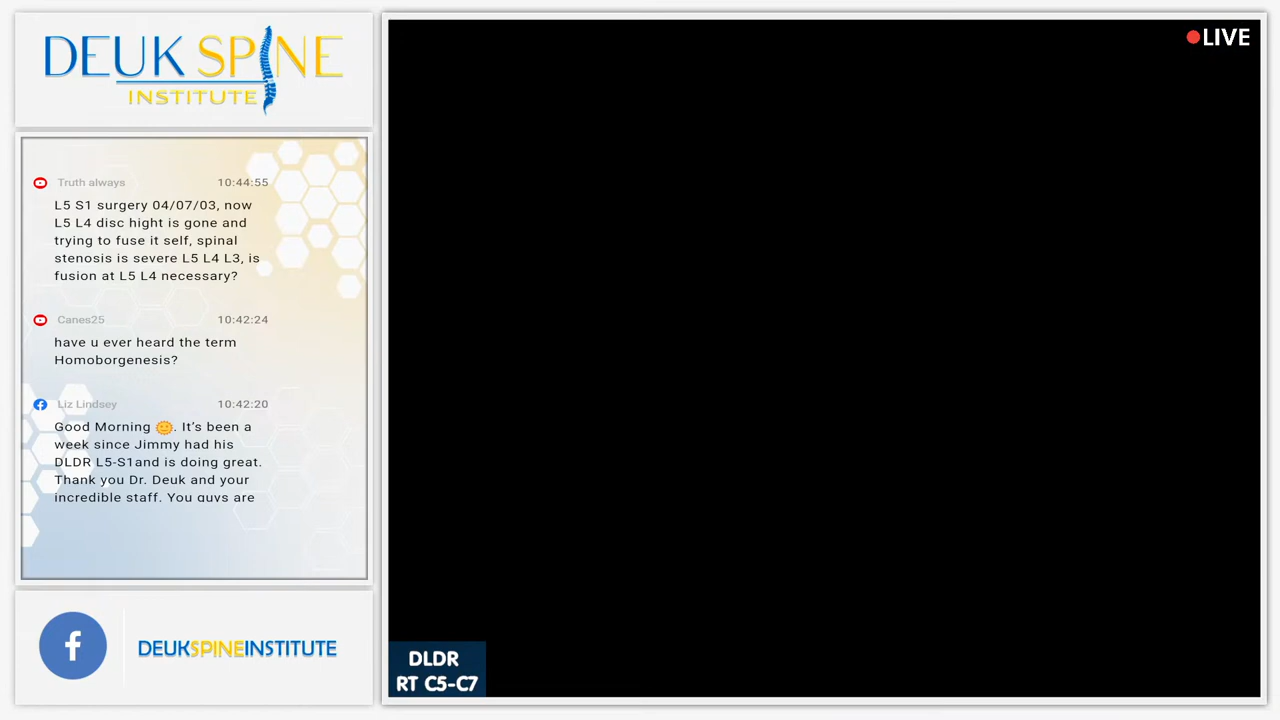 DEUK SPINE
INSTITUTE
LIVE
Truth always 10:44:55
L5 S1 surgery 04/07/03, now
L5 L4 disc hight is gone and
trying to fuse it self, spinal
stenosis is severe L5 L4 L3, is
fusion at L5 L4 necessary?
Canes25 10:42:24
have u ever heard the term
Homoborgenesis?
Liz Lindsey 10:42:20
Good Morning 🌞. It’s been a
week since Jimmy had his
DLDR L5-S1and is doing great.
Thank you Dr. Deuk and your
incredible staff. You guys are
f DEUKSPINEINSTITUTE
DLDR
RT C5-C7